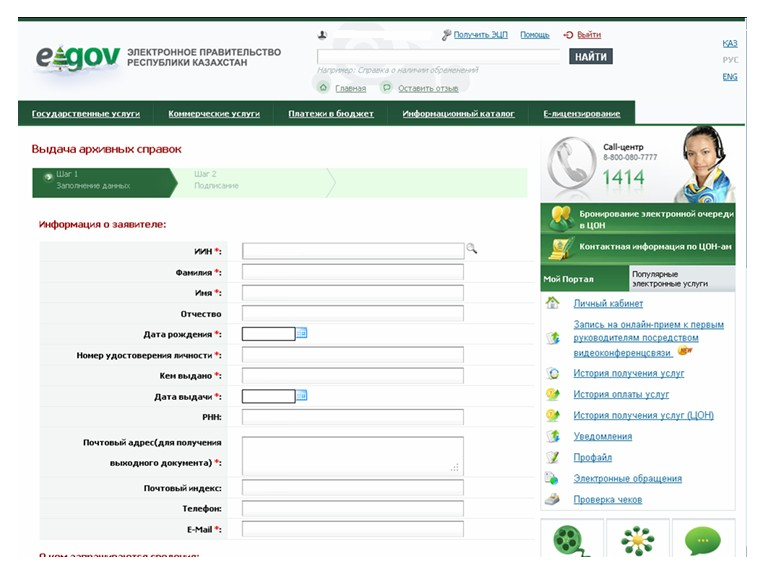 Получить ЭЦП
Помощь
Выйти
ҚАЗ
РУС
ENG
e gov ЭЛЕКТРОННОЕ ПРАВИТЕЛЬСТВО
РЕСПУБЛИКИ КАЗАХСТАН
НАЙТИ
Например: Справка о наличии обременений
Главная
Оставить отзыв
Государственные услуги
Коммерческие услуги
Платежи в бюджет
Информационный каталог
Е-лицензирование
Выдача архивных справок
Шаг 1
Заполнение данных
Шаг 2
Подписание
Информация о заявителе:
ИИН *:
Фамилия *:
Имя *:
Отчество
Дата рождения *:
Номер удостоверения личности *:
Кем выдано *:
Дата выдачи *:
РНН:
Почтовый адрес(для получения
выходного документа) *:
Почтовый индекс:
Телефон:
E-Mail *:
О ком запрашиваются сведения:
Call-центр
8-800-080-7777
1414
Бронирование электронной очереди
в ЦОН
Контактная информация по ЦОН-ам
Мой Портал
Популярные
электронные услуги
Личный кабинет
Запись на онлайн-прием к первым
руководителям посредством
видеоконференцсвязи
История получения услуг
История оплаты услуг
История получения услуг (ЦОН)
Уведомления
Профайл
Электронные обращения
Проверка чеков